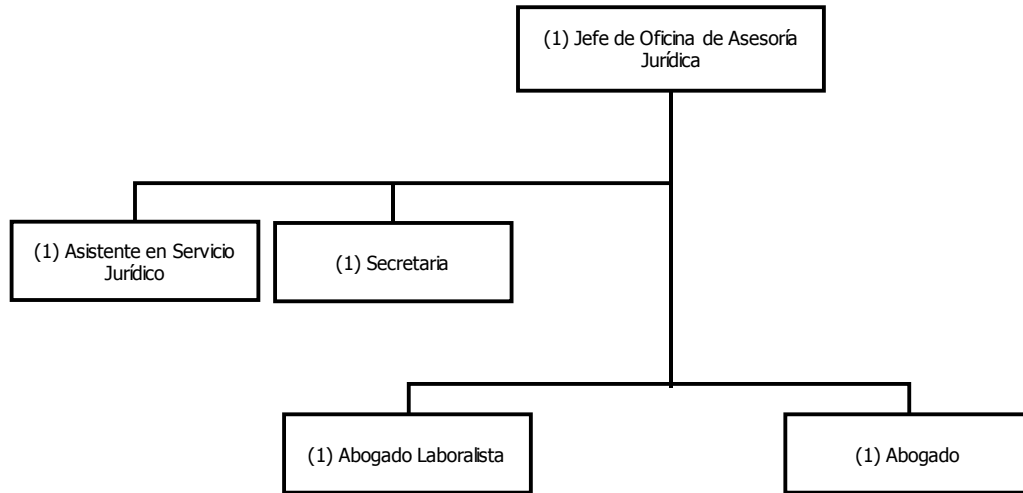 (1) Jefe de Oficina de Asesoría
Jurídica
(1) Asistente en Servicio
Jurídico
(1) Secretaria
(1) Abogado Laboralista
(1) Abogado